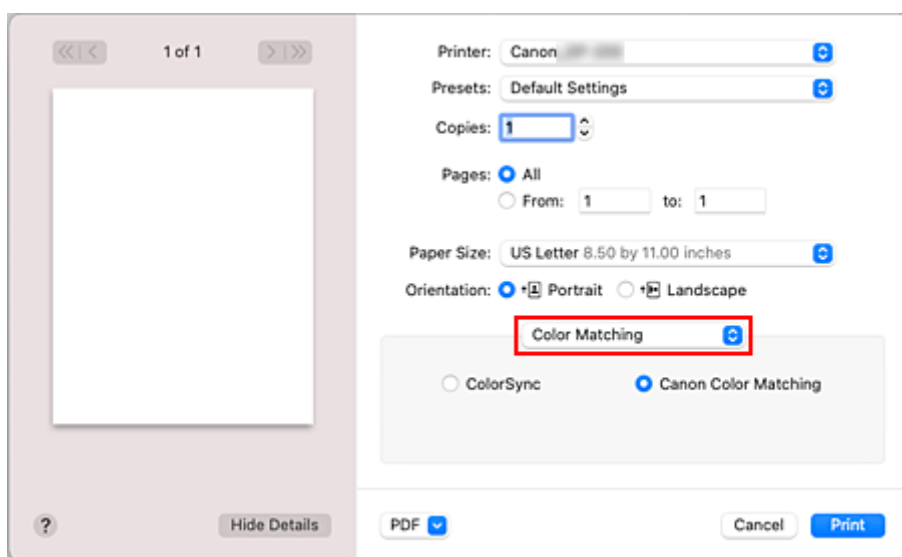 1 of 1
Printer: Canon
Presets: Default Settings
Copies: 1
Pages: All
From: 1 to: 1
Paper Size: US Letter 8.50 by 11.00 inches
Orientation: Portrait Landscape
Color Matching
ColorSync Canon Color Matching
? Hide Details PDF Cancel Print